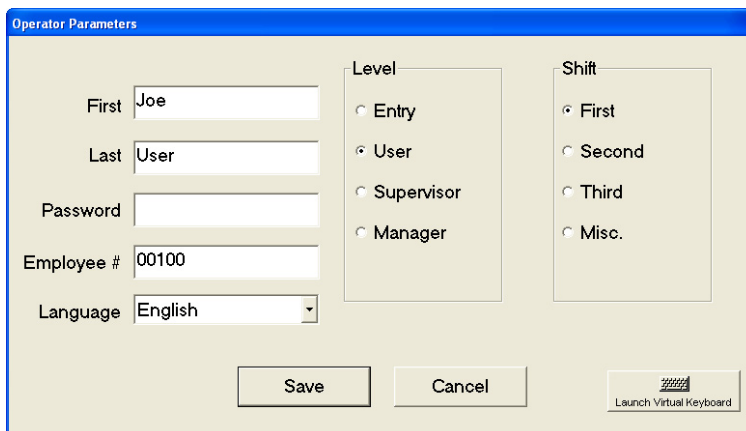 Operator Parameters
First Joe
Last User
Password
Employee # 00100
Language English
Level
Entry
User
Supervisor
Manager
Shift
First
Second
Third
Misc.
Save
Cancel
Launch Virtual Keyboard